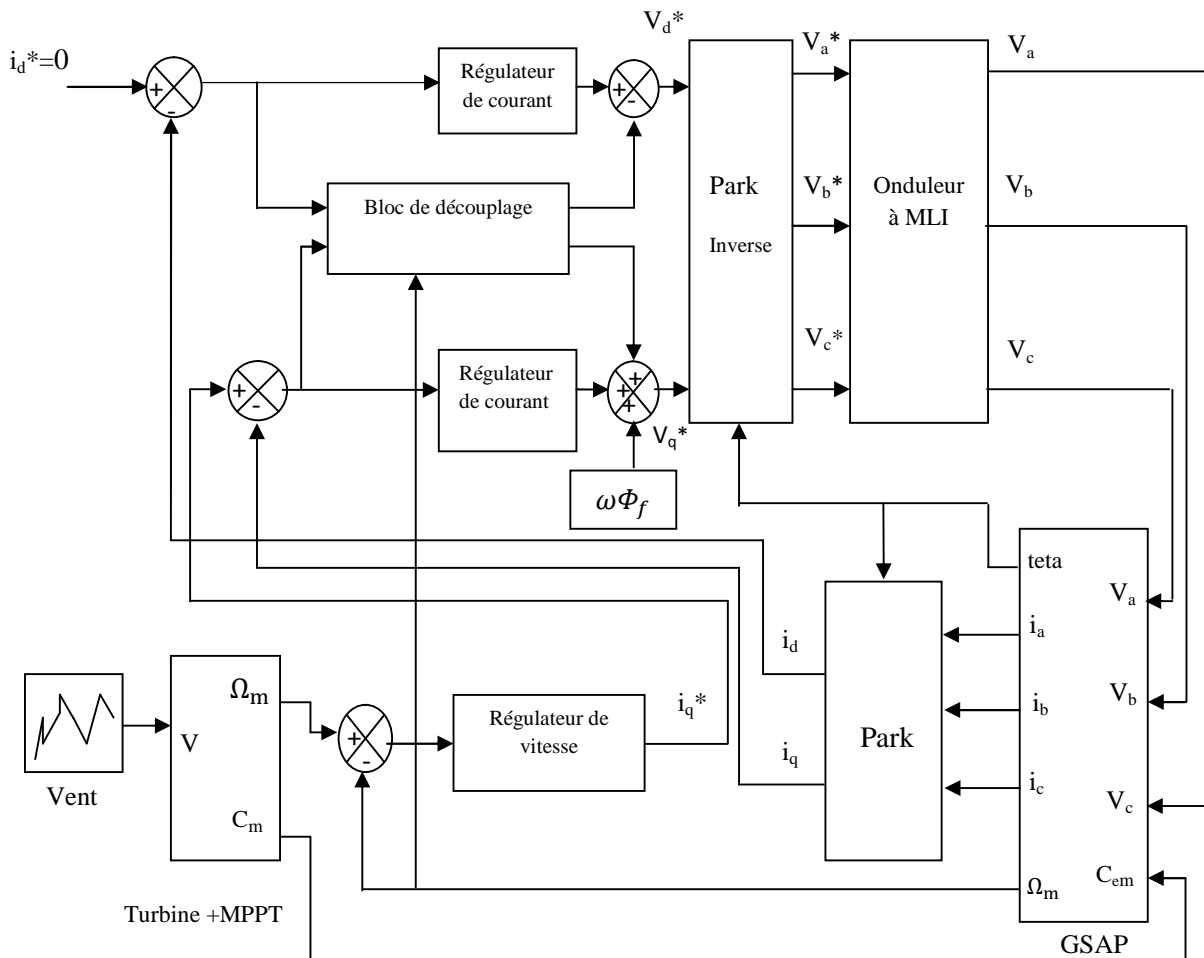 i_d*=0
+
-
Régulateur
de courant
+
-
V_d*
Park
Inverse
V_a*
V_b*
V_c*
Onduleur
à MLI
V_a
V_b
V_c
Bloc de découplage
+
-
Régulateur
de courant
+
+
+
V_q*
ωΦ_f
teta
i_a
i_b
i_c
Ω_m
V_a
V_b
V_c
C_em
GSAP
Park
i_d
i_q
Vent
V
Ω_m
C_m
Turbine +MPPT
+
-
Régulateur de
vitesse
i_q*